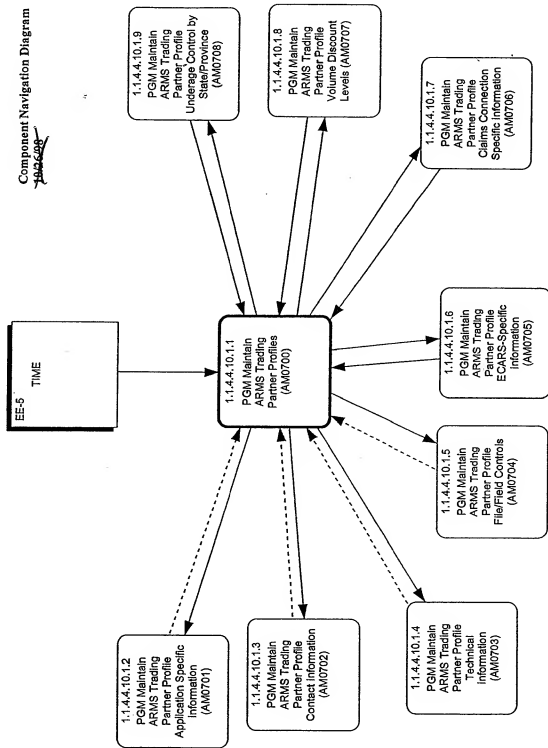 Component Navigation Diagram
10/26/98
EE-5
TIME
1.1.4.4.10.1.1
PGM Maintain
ARMS Trading
Partner Profiles
(AM0700)
1.1.4.4.10.1.2
PGM Maintain
ARMS Trading
Partner Profile
Application Specific
Information
(AM0701)
1.1.4.4.10.1.3
PGM Maintain
ARMS Trading
Partner Profile
Contact Information
(AM0702)
1.1.4.4.10.1.4
PGM Maintain
ARMS Trading
Partner Profile
Technical
Information
(AM0703)
1.1.4.4.10.1.5
PGM Maintain
ARMS Trading
Partner Profile
File/Field Controls
(AM0704)
1.1.4.4.10.1.6
PGM Maintain
ARMS Trading
Partner Profile
ECARS-Specific
Information
(AM0705)
1.1.4.4.10.1.7
PGM Maintain
ARMS Trading
Partner Profile
Claims Connection
Specific Information
(AM0706)
1.1.4.4.10.1.8
PGM Maintain
ARMS Trading
Partner Profile
Volume Discount
Levels (AM0707)
1.1.4.4.10.1.9
PGM Maintain
ARMS Trading
Partner Profile
Underage Control by
State/Province
(AM0708)